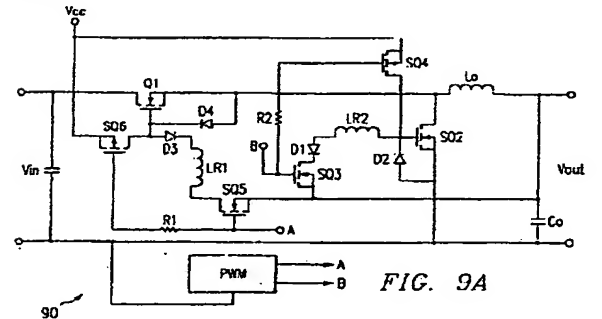 Vcc
SQ4
Q1
Lo
SQ6
D4
R2
LR2
D3
B
D1
SQ2
Vin
LR1
D2
SQ3
Vout
SQ5
R1
A
Co
PWM
A
B
FIG. 9A
90